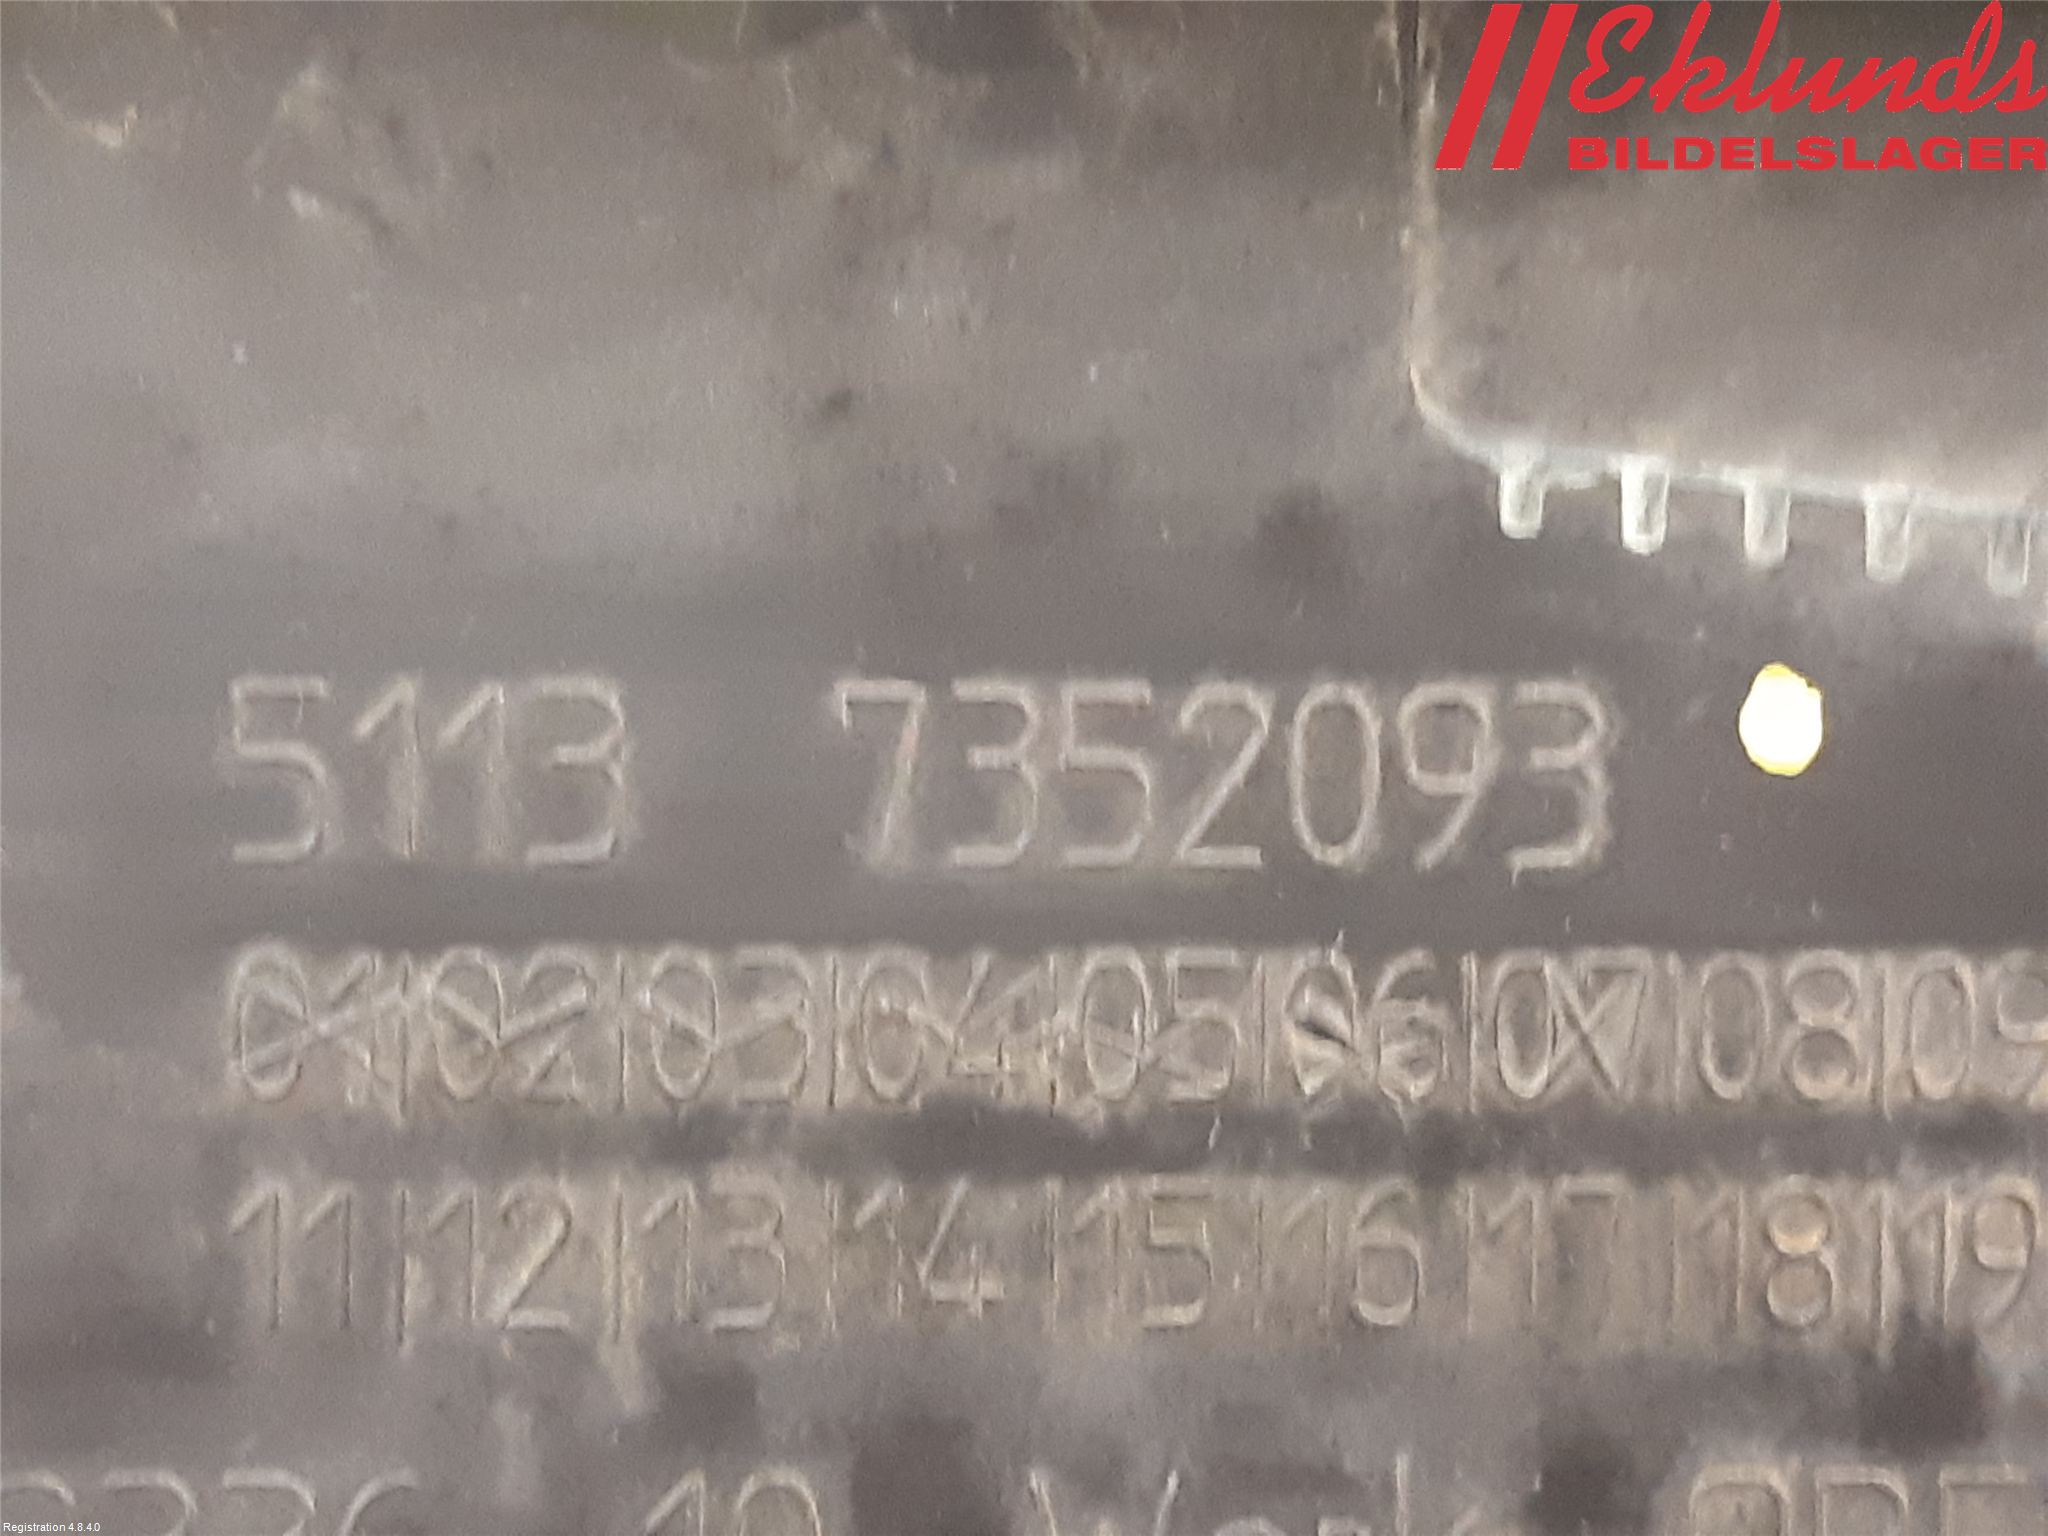 Eklunds
BILDELSLAGER
5113 7352093
01|02|03|04|05|06|07|08|09
11|12|13|14|15|16|17|18|19
Registration 4.8.4.0